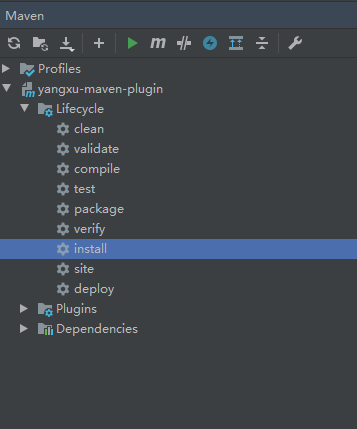 Maven
Profiles
yangxu-maven-plugin
Lifecycle
clean
validate
compile
test
package
verify
install
site
deploy
Plugins
Dependencies